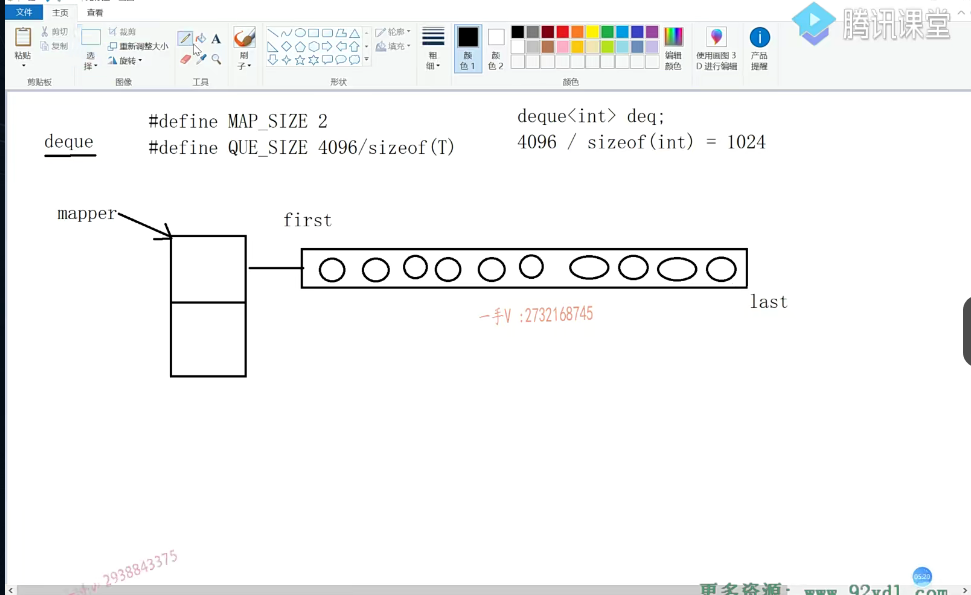 文件 主页 查看
粘贴
剪切
复制
剪贴板
选择
裁剪
重新调整大小
旋转
图像
A
工具
刷子
形状
轮廓
填充
粗细
颜色 1
颜色 2
颜色
编辑颜色
使用画图 3D 进行编辑
产品提醒
腾讯课堂
deque
#define MAP_SIZE 2
#define QUE_SIZE 4096/sizeof(T)
deque<int> deq;
4096 / sizeof(int) = 1024
mapper
first
last
一手V :2732168745
2938843375
05:20
更多资源: www.92ydl.com